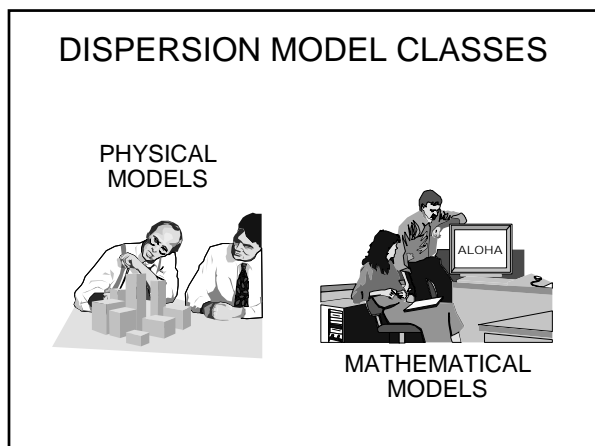 DISPERSION MODEL CLASSES
PHYSICAL
MODELS
ALOHA
MATHEMATICAL
MODELS